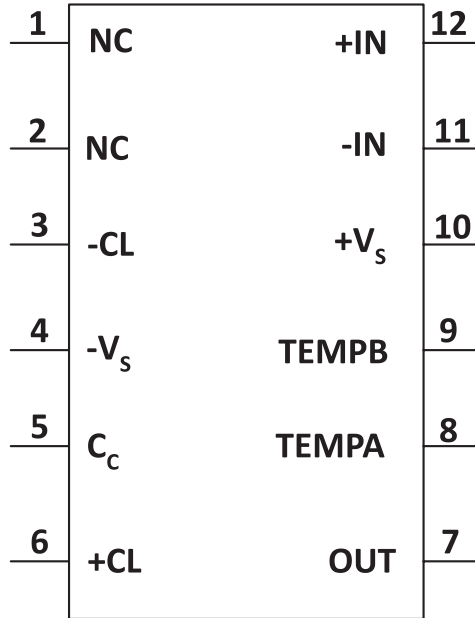 1 NC +IN 12
2 NC -IN 11
3 -CL +VS 10
4 -VS TEMPB 9
5 CC TEMPA 8
6 +CL OUT 7